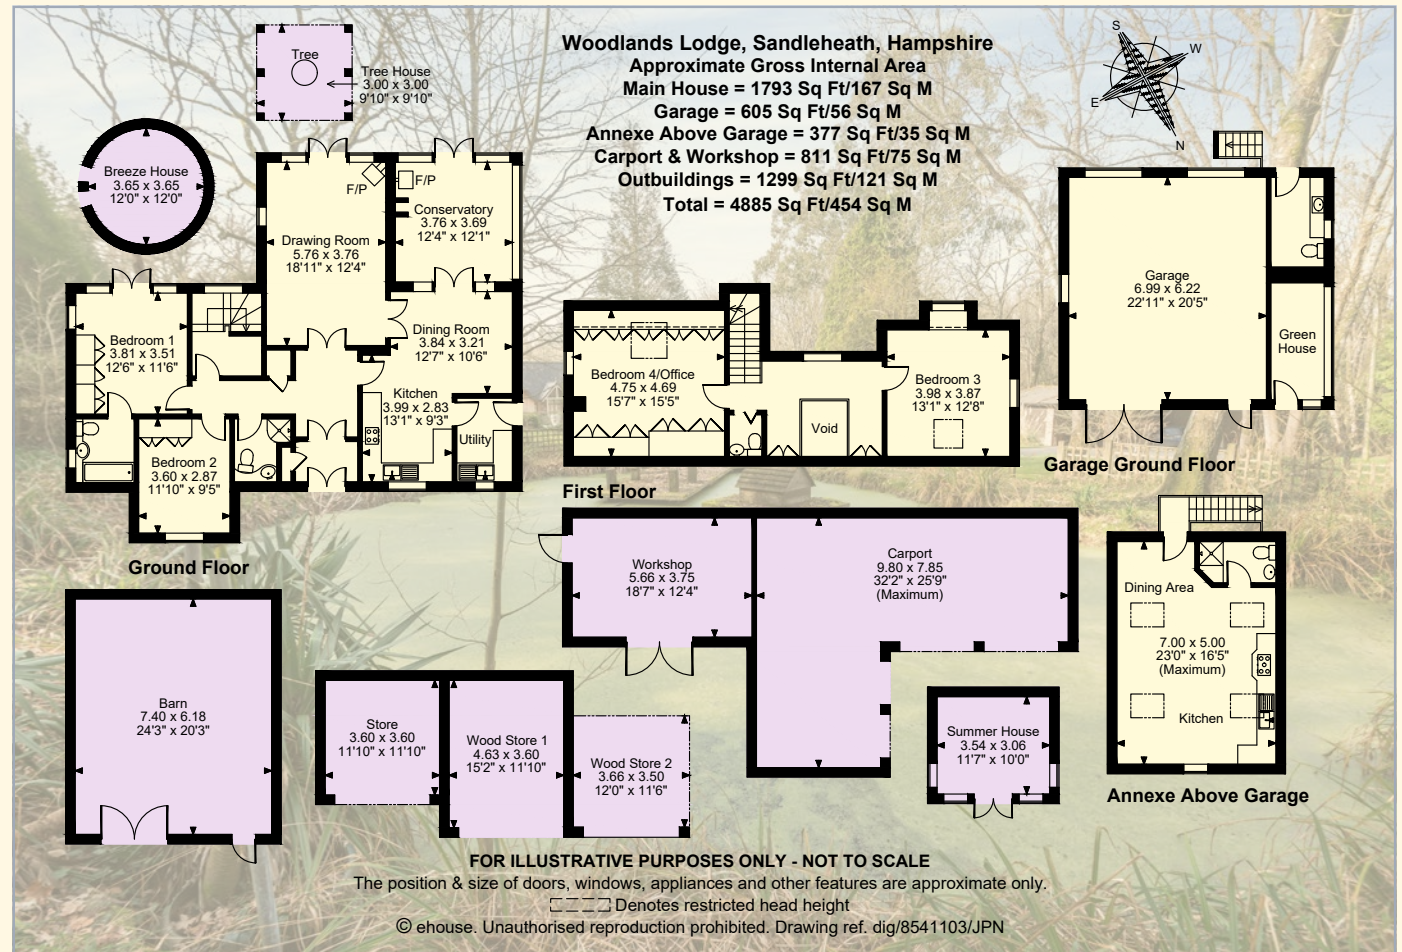 Woodlands Lodge, Sandleheath, Hampshire
Approximate Gross Internal Area
Main House = 1793 Sq Ft/167 Sq M
Garage = 605 Sq Ft/56 Sq M
Annexe Above Garage = 377 Sq Ft/35 Sq M
Carport & Workshop = 811 Sq Ft/75 Sq M
Outbuildings = 1299 Sq Ft/121 Sq M
Total = 4885 Sq Ft/454 Sq M
S
W
E
N
Tree
Tree House
3.00 x 3.00
9'10" x 9'10"
Breeze House
3.65 x 3.65
12'0" x 12'0"
F/P
F/P
Conservatory
3.76 x 3.69
12'4" x 12'1"
Drawing Room
5.76 x 3.76
18'11" x 12'4"
Bedroom 1
3.81 x 3.51
12'6" x 11'6"
Dining Room
3.84 x 3.21
12'7" x 10'6"
Kitchen
3.99 x 2.83
13'1" x 9'3"
Utility
Bedroom 2
3.60 x 2.87
11'10" x 9'5"
Ground Floor
Bedroom 4/Office
4.75 x 4.69
15'7" x 15'5"
Void
Bedroom 3
3.98 x 3.87
13'1" x 12'8"
First Floor
Garage
6.99 x 6.22
22'11" x 20'5"
Green
House
Garage Ground Floor
Workshop
5.66 x 3.75
18'7" x 12'4"
Carport
9.80 x 7.85
32'2" x 25'9"
(Maximum)
Dining Area
7.00 x 5.00
23'0" x 16'5"
(Maximum)
Kitchen
Annexe Above Garage
Barn
7.40 x 6.18
24'3" x 20'3"
Store
3.60 x 3.60
11'10" x 11'10"
Wood Store 1
4.63 x 3.60
15'2" x 11'10"
Wood Store 2
3.66 x 3.50
12'0" x 11'6"
Summer House
3.54 x 3.06
11'7" x 10'0"
FOR ILLUSTRATIVE PURPOSES ONLY - NOT TO SCALE
The position & size of doors, windows, appliances and other features are approximate only.
Denotes restricted head height
© ehouse. Unauthorised reproduction prohibited. Drawing ref. dig/8541103/JPN